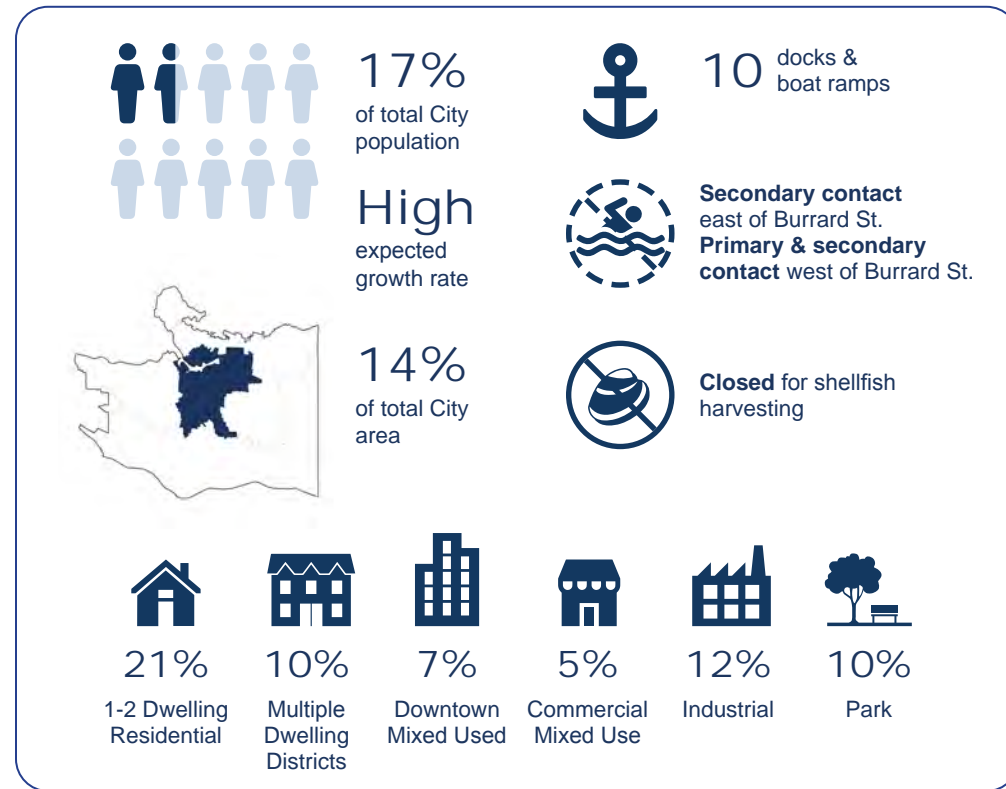 17%
of total City
population
High
expected
growth rate
14%
of total City
area
10
docks &
boat ramps
Secondary contact
east of Burrard St.
Primary & secondary
contact west of Burrard St.
Closed for shellfish
harvesting
21%
1-2 Dwelling
Residential
10%
Multiple
Dwelling
Districts
7%
Downtown
Mixed Used
5%
Commercial
Mixed Use
12%
Industrial
10%
Park